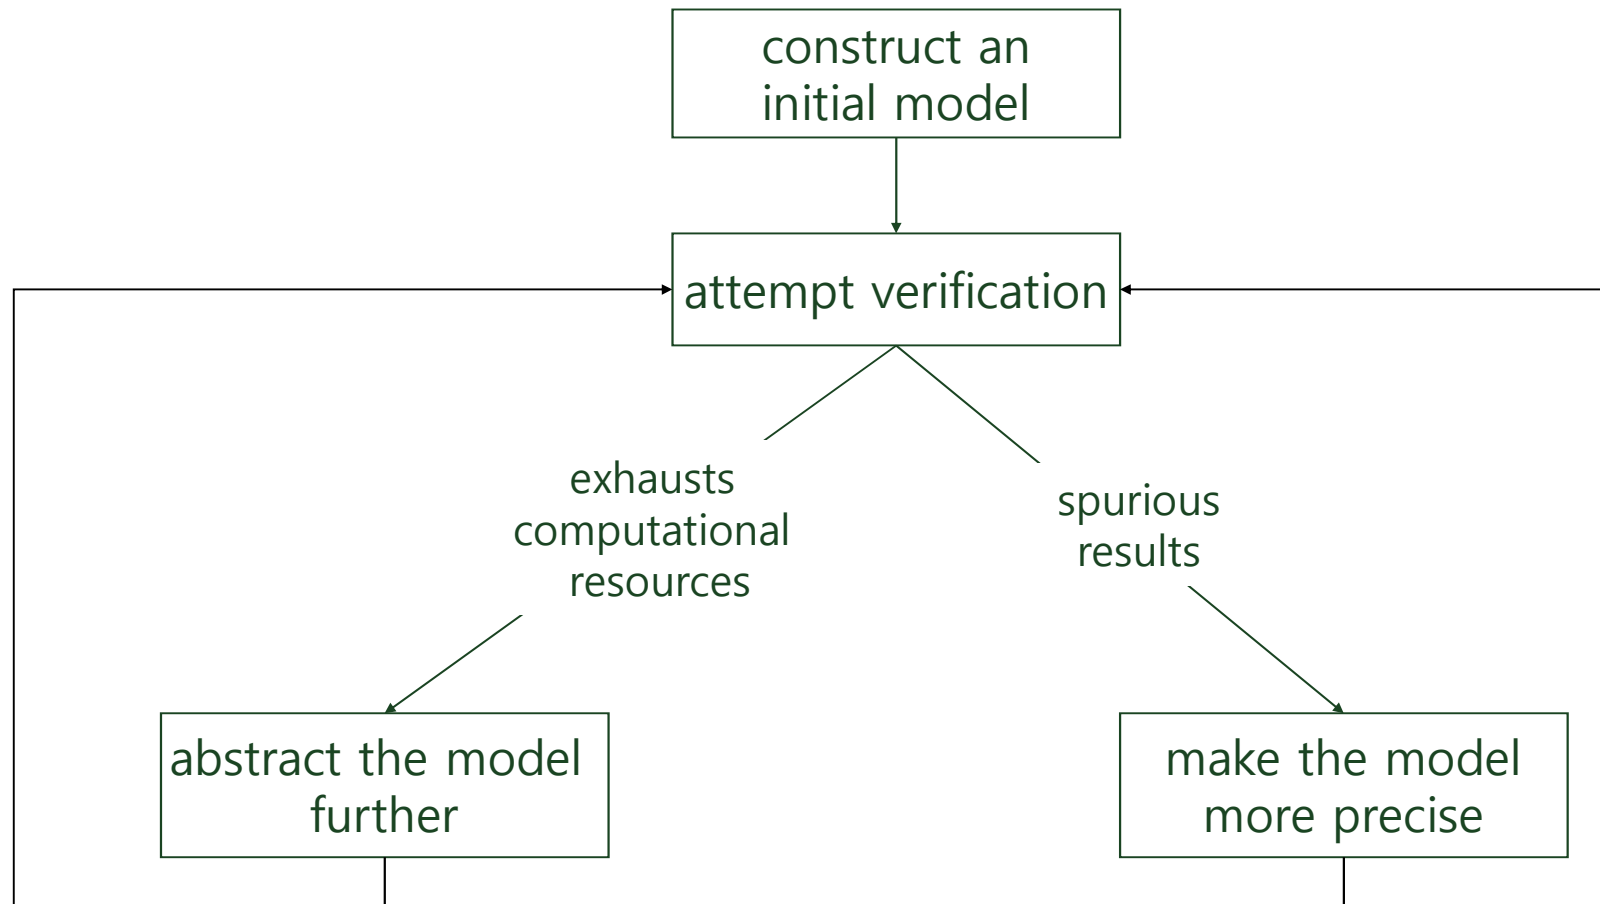 construct an
initial model
attempt verification
exhausts
computational
resources
spurious
results
abstract the model
further
make the model
more precise